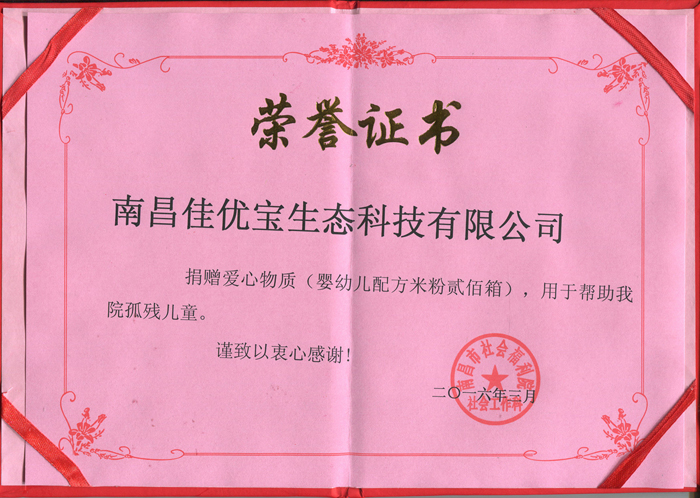 荣誉证书
南昌佳优宝生态科技有限公司
捐赠爱心物质（婴幼儿配方米粉贰佰箱），用于帮助我
院孤残儿童。
谨致以衷心感谢！
南昌市社会福利院
社会工作科
二〇一六年三月